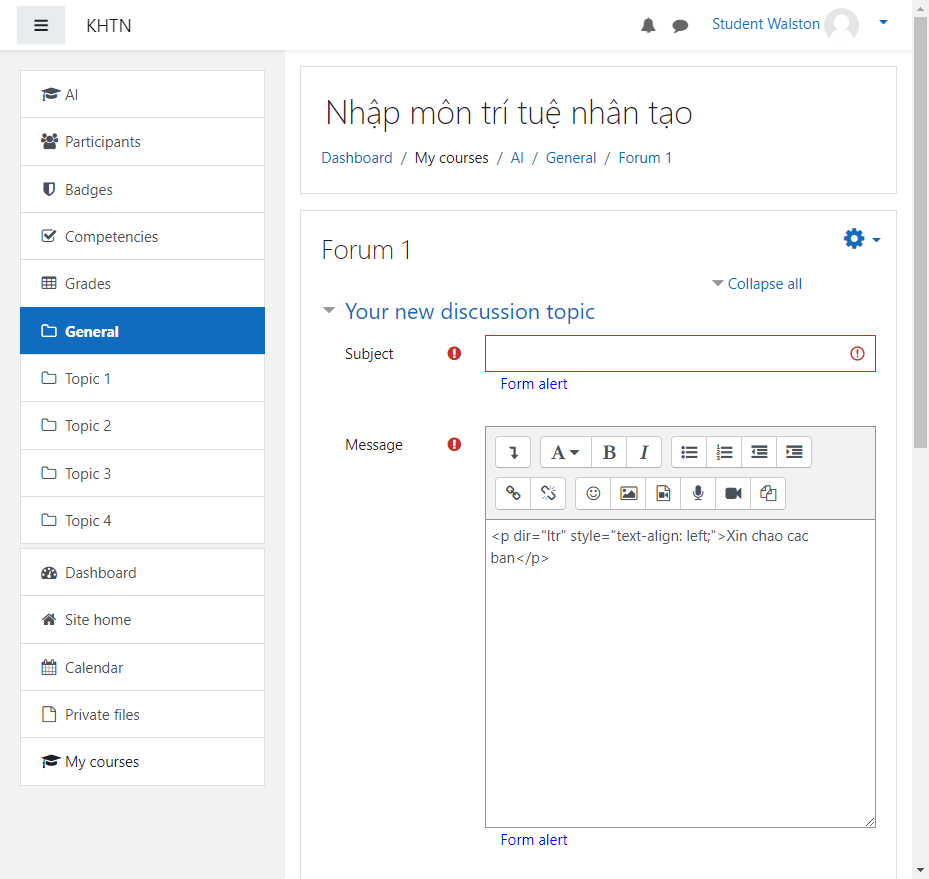 KHTN
Student Walston
AI
Participants
Badges
Competencies
Grades
General
Topic 1
Topic 2
Topic 3
Topic 4
Dashboard
Site home
Calendar
Private files
My courses
Nhập môn trí tuệ nhân tạo
Dashboard / My courses / AI / General / Forum 1
Forum 1
Collapse all
Your new discussion topic
Subject
Form alert
Message
A B I
<p dir="ltr" style="text-align: left;">Xin chao cac
ban</p>
Form alert